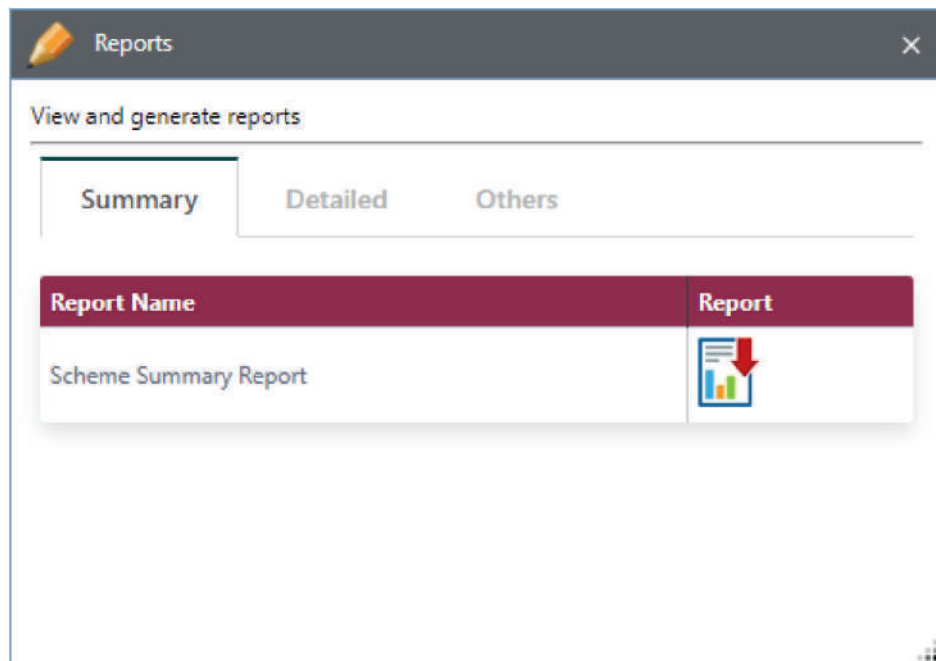 Reports
View and generate reports
Summary Detailed Others
Report Name Report
Scheme Summary Report